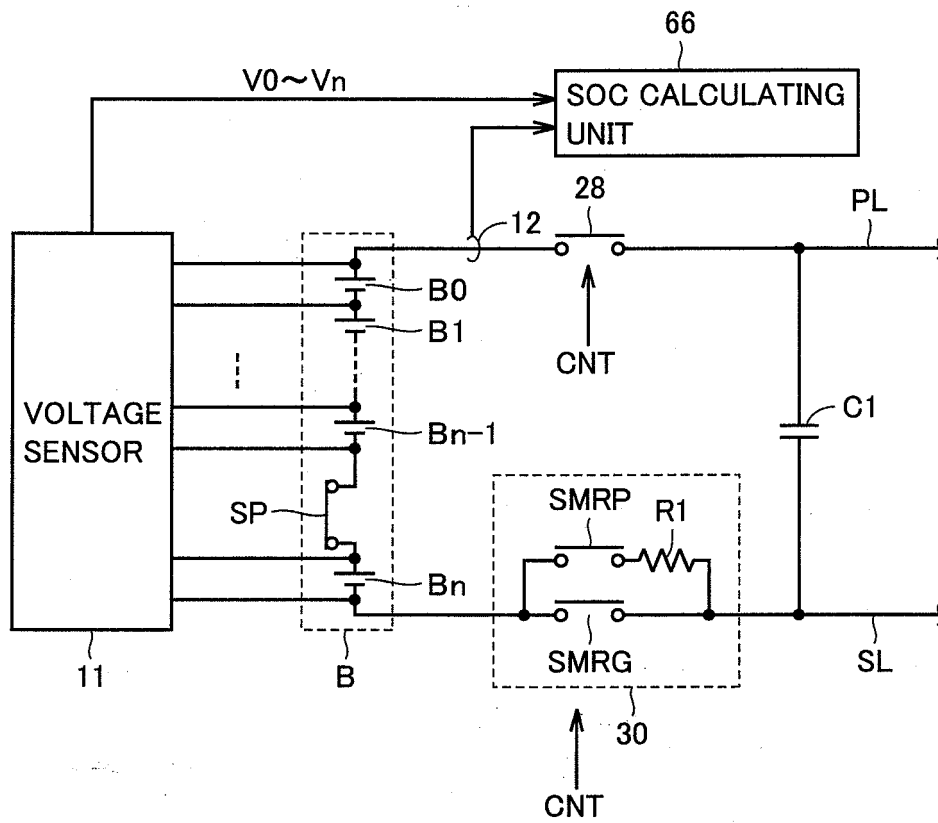 66
V0～Vn
SOC CALCULATING
UNIT
28
PL
12
B0
B1
CNT
VOLTAGE
SENSOR
C1
Bn-1
SP
SMRP
R1
Bn
SMRG
SL
11
B
30
CNT